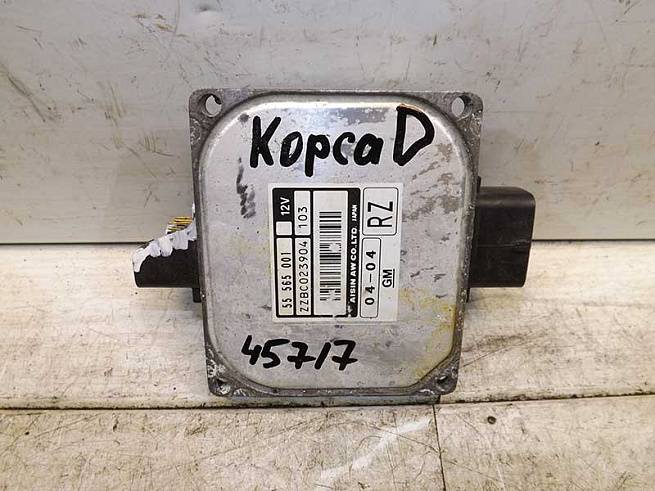 Корса D
55 565 001 12V
ZZBC023904 103
AISIN AW CO.,LTD. JAPAN
04-04 RZ
GM
45717